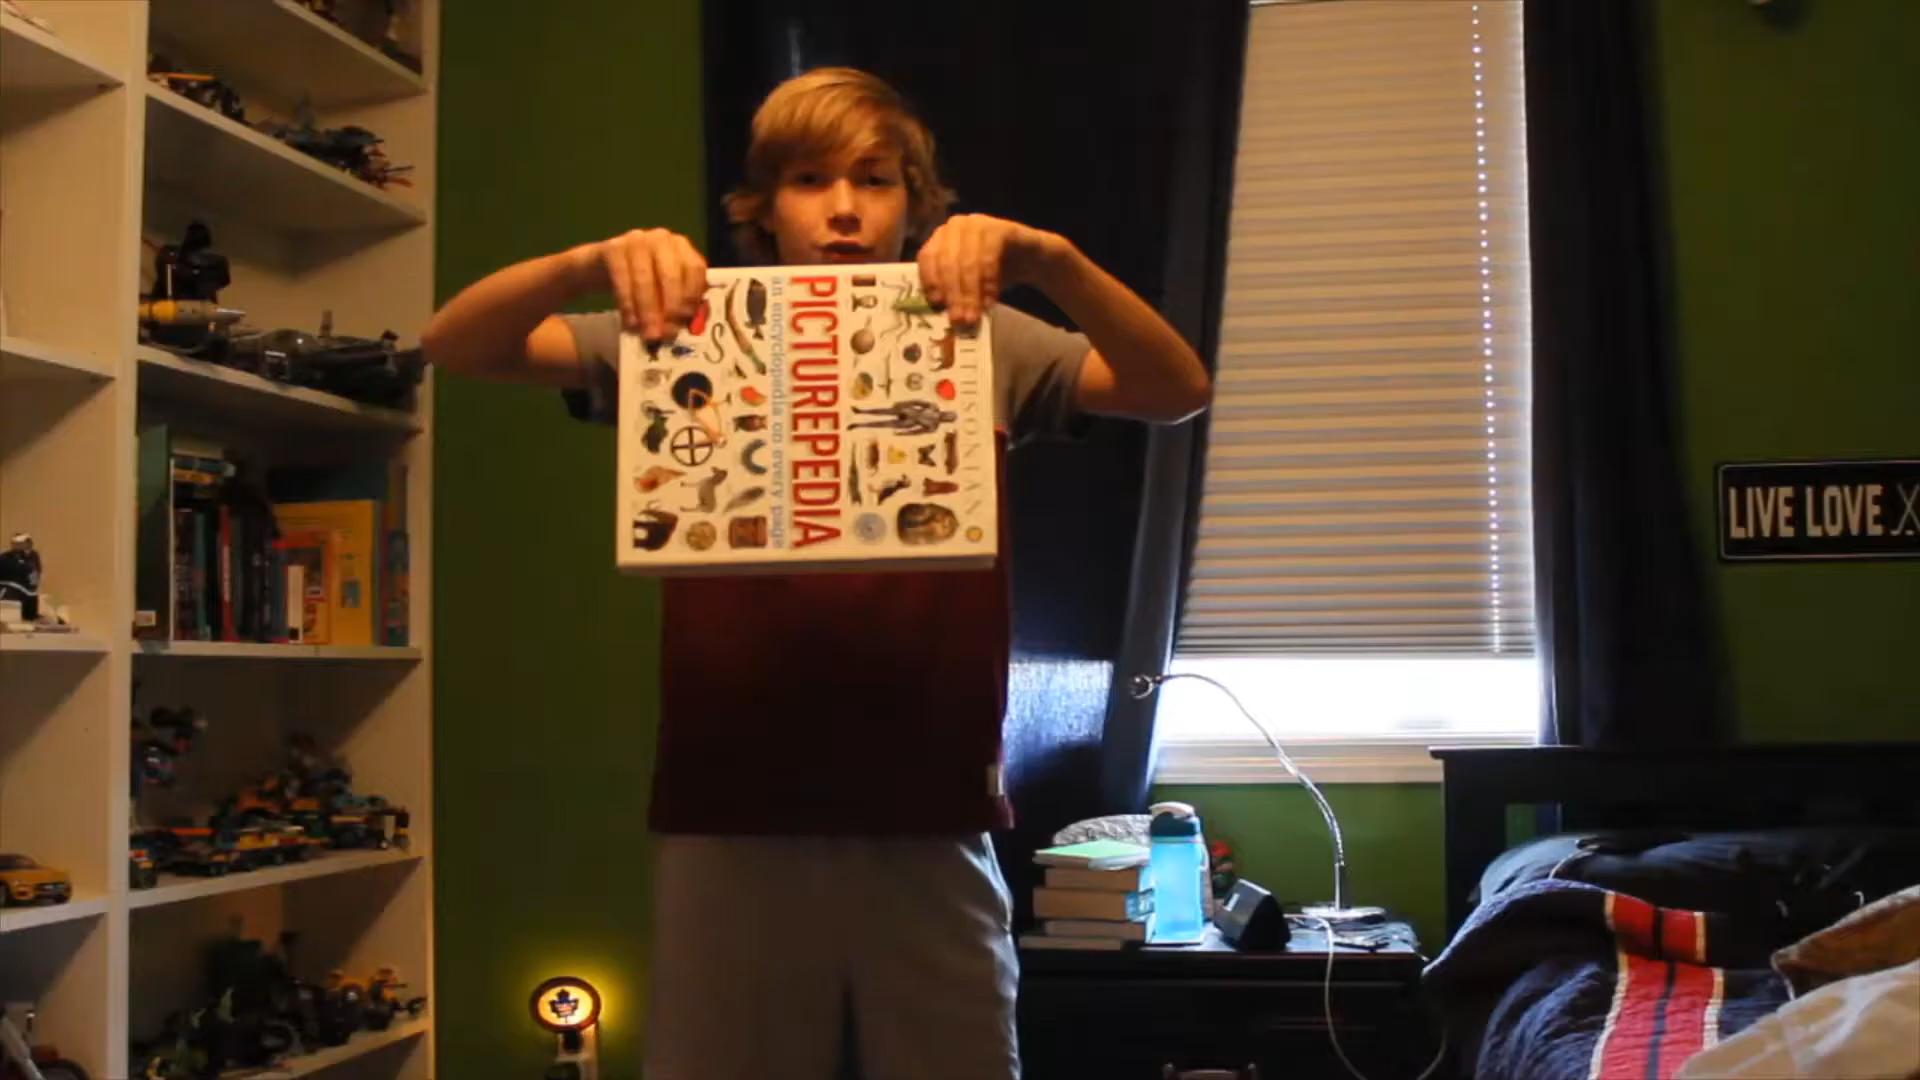 SMITHSONIAN
PICTUREPEDIA
an encyclopedia on every page
LIVE LOVE